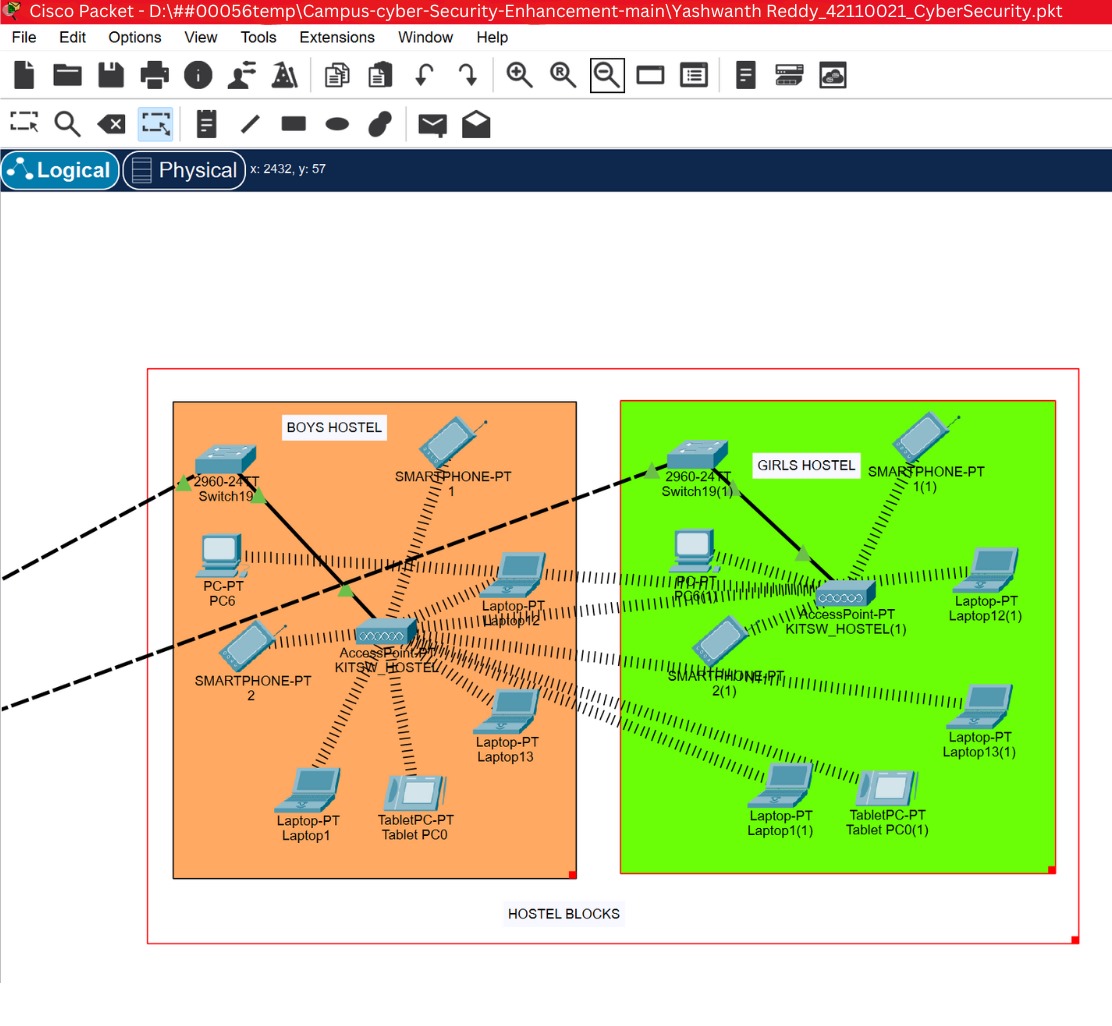 Cisco Packet - D:\##00056temp\Campus-cyber-Security-Enhancement-main\Yashwanth Reddy_42110021_CyberSecurity.pkt
File Edit Options View Tools Extensions Window Help
Logical Physical x: 2432, y: 57
BOYS HOSTEL
2960-24TT
Switch19
SMARTPHONE-PT
1
PC-PT
PC6
Laptop-PT
Laptop12
SMARTPHONE-PT
2
AccessPoint-PT
KITSW_HOSTEL
Laptop-PT
Laptop13
Laptop-PT
Laptop1
TabletPC-PT
Tablet PC0
GIRLS HOSTEL
2960-24TT
Switch19(1)
SMARTPHONE-PT
1(1)
PC-PT
PC6(1)
AccessPoint-PT
KITSW_HOSTEL(1)
Laptop-PT
Laptop12(1)
SMARTPHONE-PT
2(1)
Laptop-PT
Laptop13(1)
Laptop-PT
Laptop1(1)
TabletPC-PT
Tablet PC0(1)
HOSTEL BLOCKS